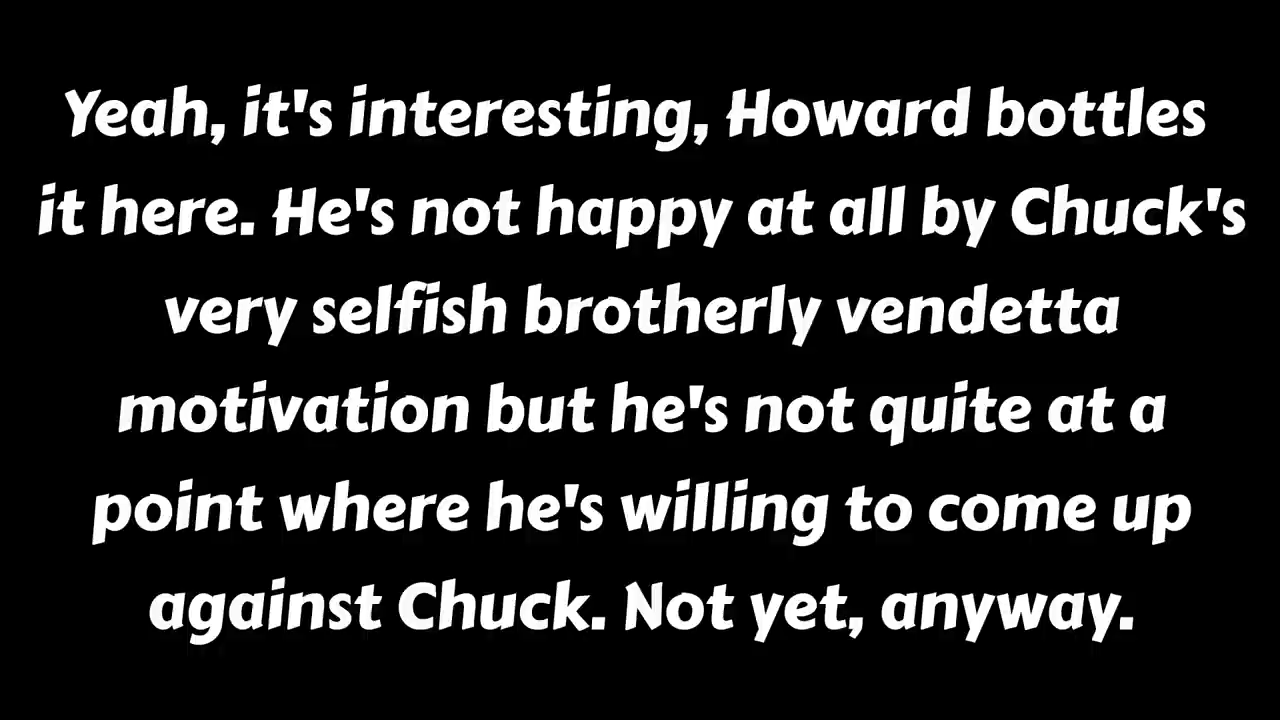 Yeah, it's interesting, Howard bottles
it here. He's not happy at all by Chuck's
very selfish brotherly vendetta
motivation but he's not quite at a
point where he's willing to come up
against Chuck. Not yet, anyway.